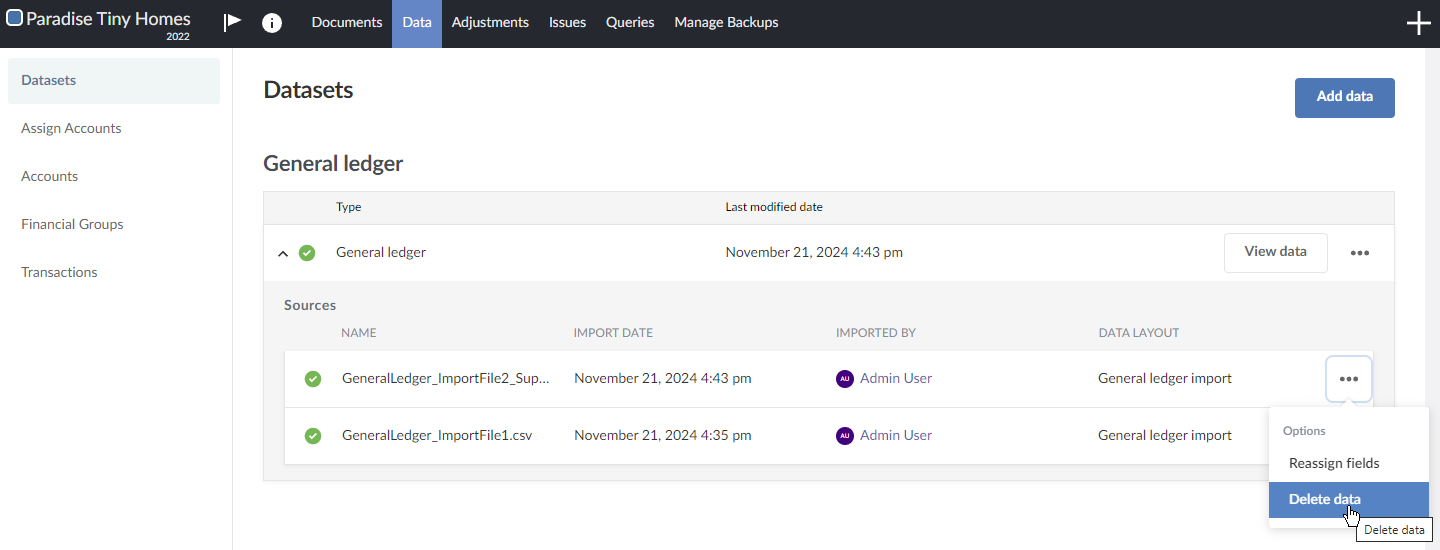 Paradise Tiny Homes
2022
i
Documents
Data
Adjustments
Issues
Queries
Manage Backups
Datasets
Assign Accounts
Accounts
Financial Groups
Transactions
Datasets
Add data
General ledger
Type Last modified date
General ledger November 21, 2024 4:43 pm View data
Sources
NAME IMPORT DATE IMPORTED BY DATA LAYOUT
GeneralLedger_ImportFile2_Sup... November 21, 2024 4:43 pm AU Admin User General ledger import
GeneralLedger_ImportFile1.csv November 21, 2024 4:35 pm AU Admin User General ledger import
Options
Reassign fields
Delete data
Delete data